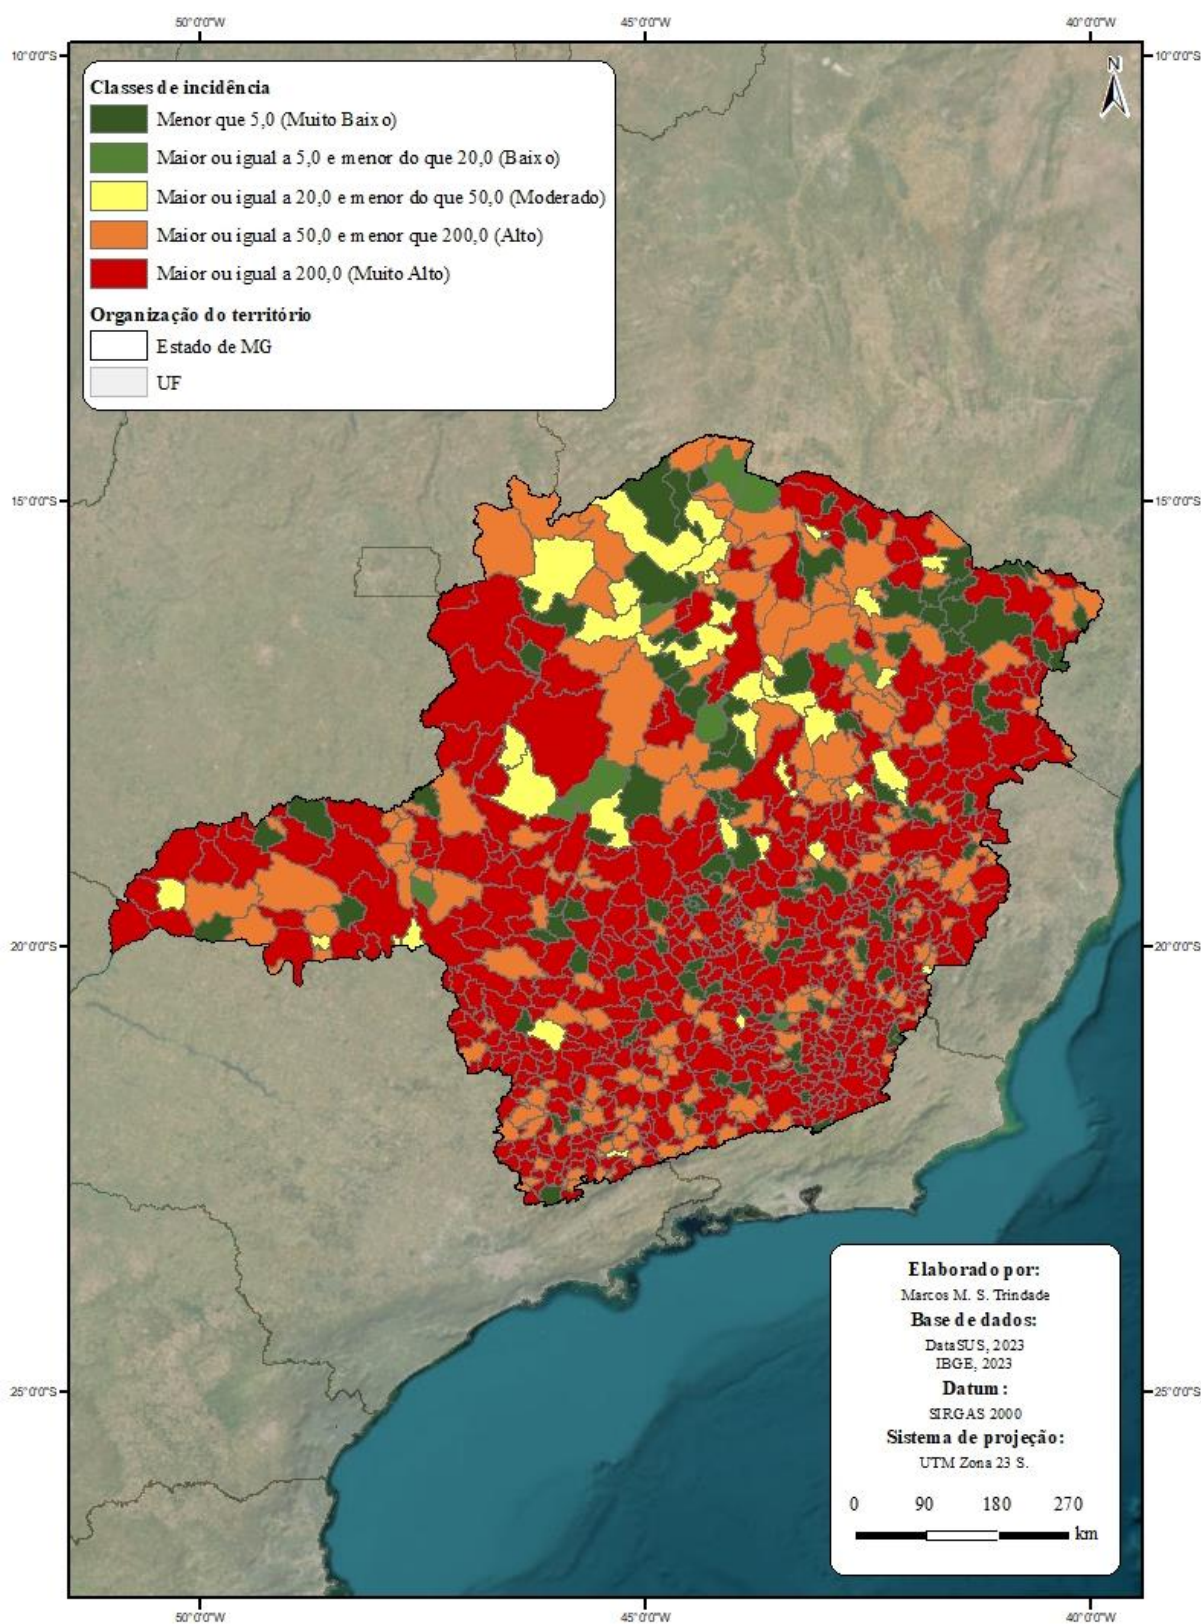 50°0'0"W
45°0'0"W
40°0'0"W
10°0'0"S
10°0'0"S
N
Classes de incidência
Menor que 5,0 (Muito Baixo)
Maior ou igual a 5,0 e menor do que 20,0 (Baixo)
Maior ou igual a 20,0 e menor do que 50,0 (Moderado)
Maior ou igual a 50,0 e menor que 200,0 (Alto)
Maior ou igual a 200,0 (Muito Alto)
Organização do território
Estado de MG
UF
15°0'0"S
15°0'0"S
20°0'0"S
20°0'0"S
Elaborado por:
Marcos M. S. Trindade
Base de dados:
DataSUS, 2023
IBGE, 2023
Datum :
SIRGAS 2000
Sistema de projeção:
UTM Zona 23 S.
0 90 180 270
km
25°0'0"S
25°0'0"S
50°0'0"W
45°0'0"W
40°0'0"W